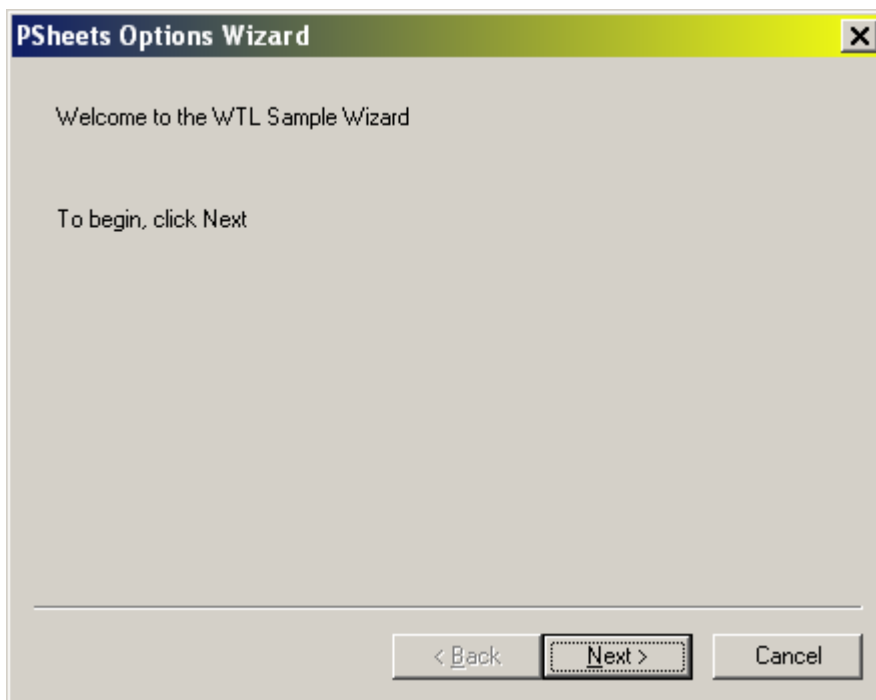 PSheets Options Wizard
Welcome to the WTL Sample Wizard
To begin, click Next
< Back Next > Cancel